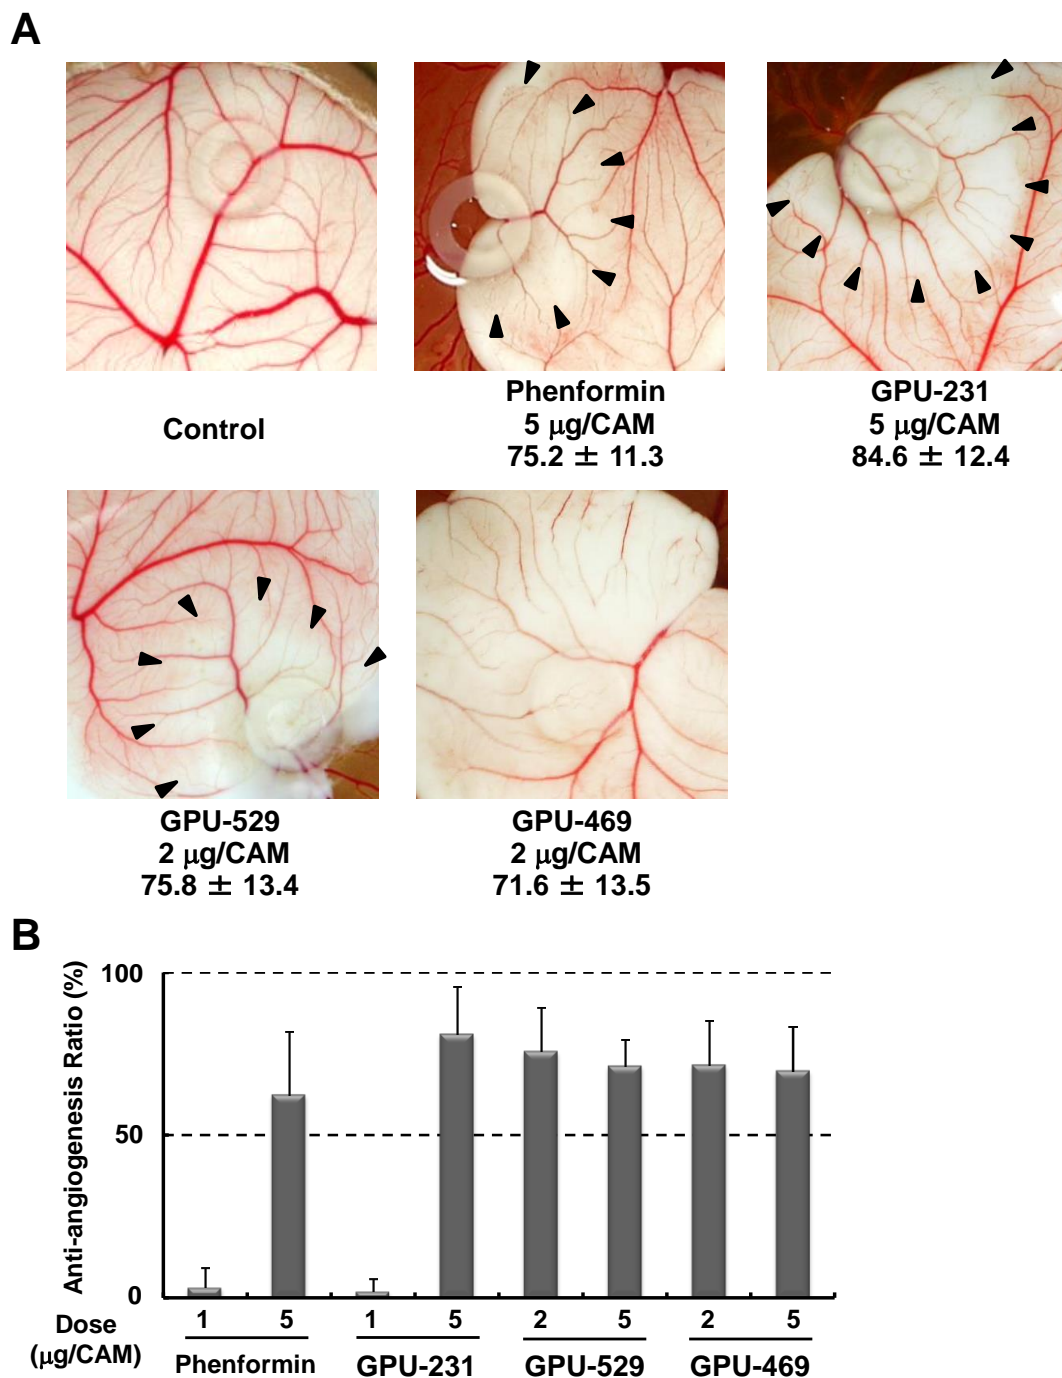 A
Control
Phenformin
5 μg/CAM
75.2 ± 11.3
GPU-231
5 μg/CAM
84.6 ± 12.4
GPU-529
2 μg/CAM
75.8 ± 13.4
GPU-469
2 μg/CAM
71.6 ± 13.5
B
Anti-angiogenesis Ratio (%)
100
50
0
Dose
(μg/CAM)
1 5 1 5 2 5 2 5
Phenformin GPU-231 GPU-529 GPU-469